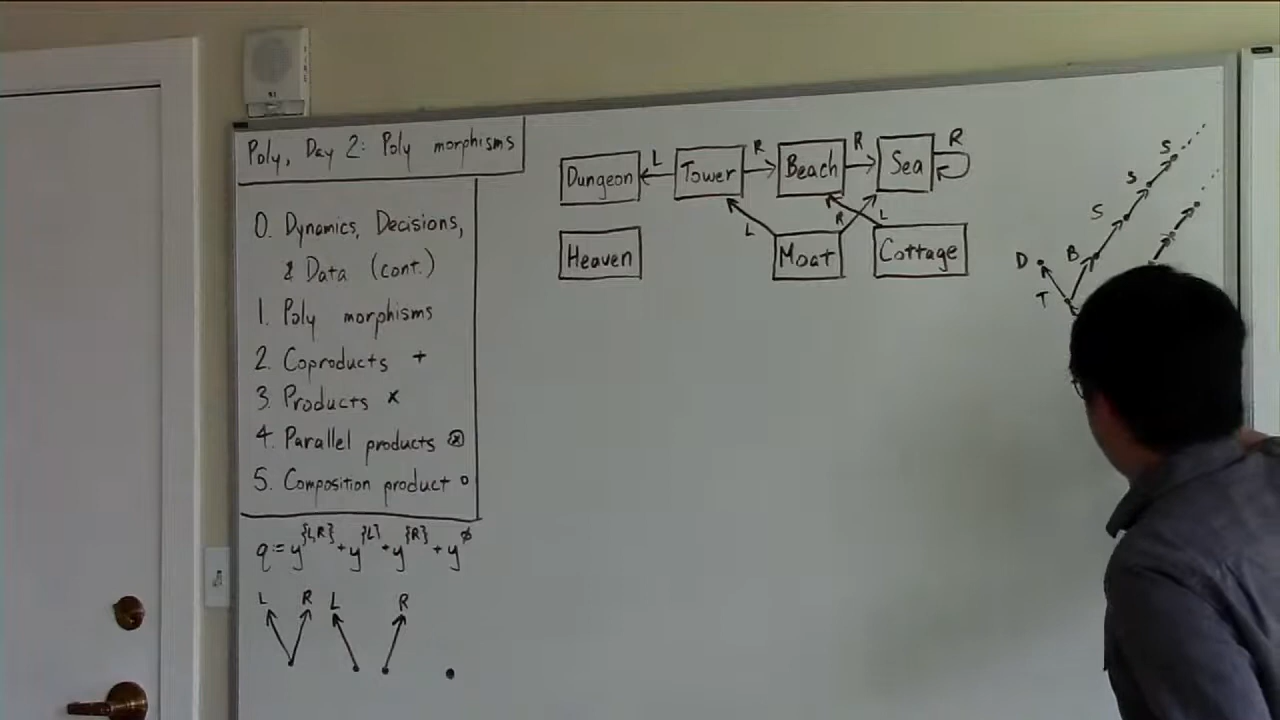 Poly, Day 2: Poly morphisms
0. Dynamics, Decisions,
& Data (cont.)
1. Poly morphisms
2. Coproducts +
3. Products ×
4. Parallel products ⊗
5. Composition product ∘
q := y^{L,R} + y^{L} + y^{R} + y^∅
L R L R
Dungeon L Tower R Beach R Sea R
Heaven L Moat R L Cottage
S
S
S
D B
T